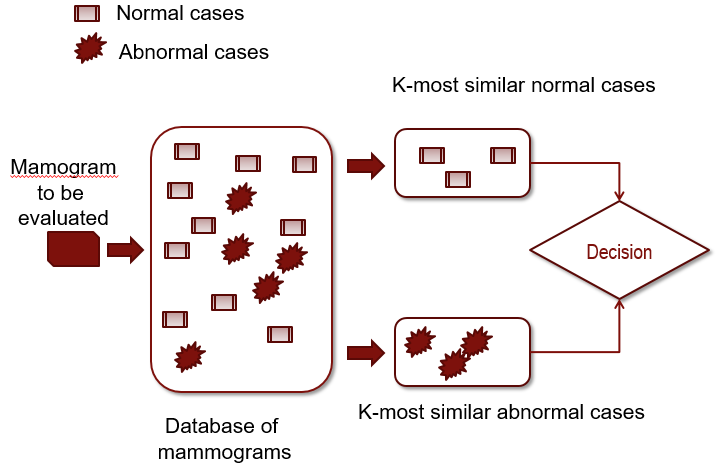 Normal cases
Abnormal cases
K-most similar normal cases
Mamogram
to be
evaluated
Decision
K-most similar abnormal cases
Database of
mammograms